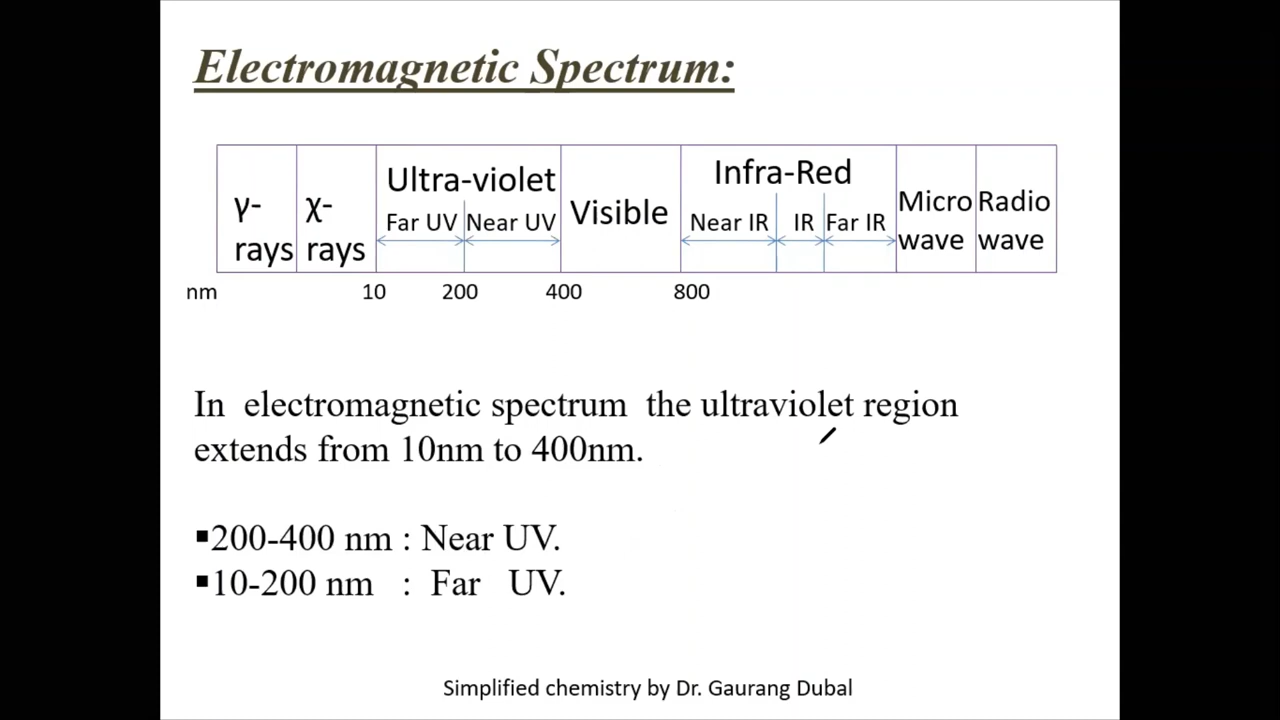 Electromagnetic Spectrum:
γ-
rays
χ-
rays
Ultra-violet
Far UV Near UV
Visible
Infra-Red
Near IR IR Far IR
Micro
wave
Radio
wave
nm 10 200 400 800
In electromagnetic spectrum the ultraviolet region
extends from 10nm to 400nm.
▪200-400 nm : Near UV.
▪10-200 nm : Far UV.
Simplified chemistry by Dr. Gaurang Dubal